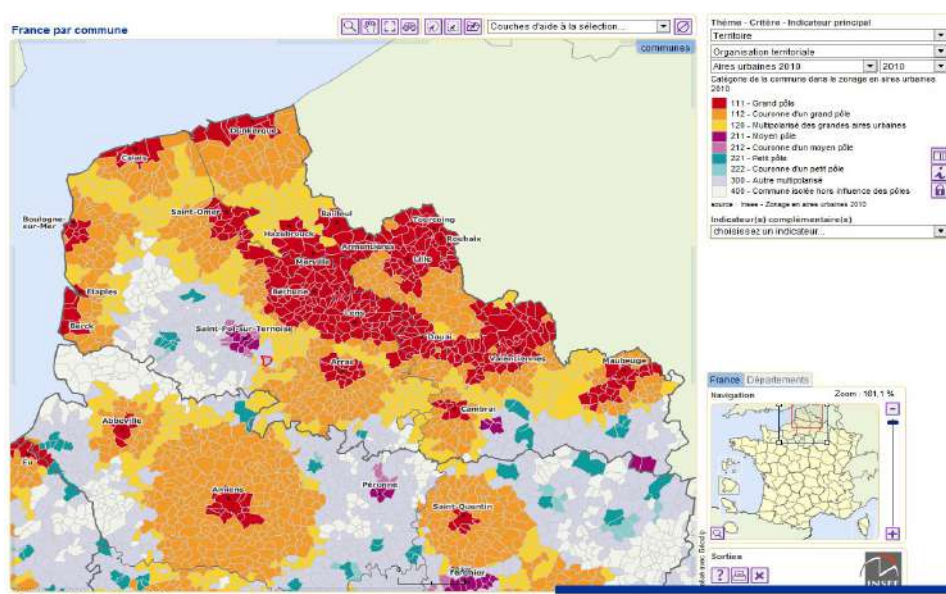 France par commune
Couches d'aide à la sélection...
communes
Dunkerque
Calais
Boulogne-
sur-Mer
Saint-Omer
Bailleul
Hazebrouck
Tourcoing
Armentières
Roubaix
Merville
Lille
Etaples
Béthune
Lens
Berck
Saint-Pol-sur-Ternoise
Douai
Arras
Valenciennes
Maubeuge
Abbeville
Cambrai
Eu
Amiens
Péronne
Saint-Quentin
Thème - Critère - Indicateur principal
Territoire
Organisation territoriale
Aires urbaines 2010
2010
Catégorie de la commune dans le zonage en aires urbaines
2010
111 - Grand pôle
112 - Couronne d'un grand pôle
120 - Multipolarisé des grandes aires urbaines
211 - Moyen pôle
212 - Couronne d'un moyen pôle
221 - Petit pôle
222 - Couronne d'un petit pôle
300 - Autre multipolarisé
400 - Commune isolée hors influence des pôles
source : Insee - Zonage en aires urbaines 2010
Indicateur(s) complémentaire(s)
choisissez un indicateur...
France
Départements
Navigation
Zoom : 161,1 %
Sorties
INSEE